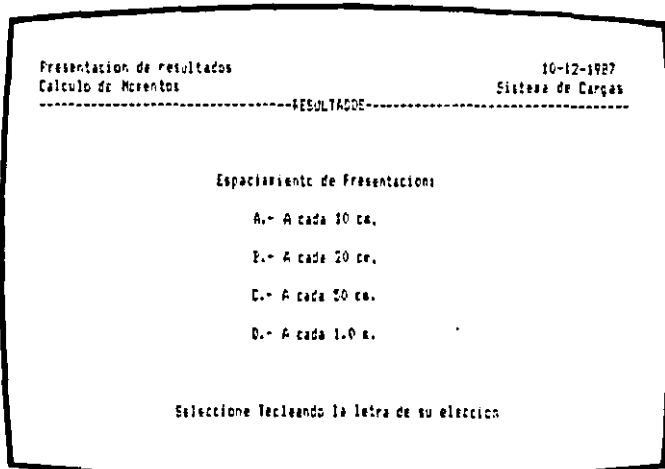 Presentacion de resultados 10-12-1987
Calculo de Momentos Sistema de Cargas
---------------------------------RESULTADOS----------------------------------
Espaciamiento de Presentacion:
A.- A cada 10 cm.
B.- A cada 20 cm.
C.- A cada 50 cm.
D.- A cada 1.0 m.
Seleccione Tecleando la letra de su eleccion